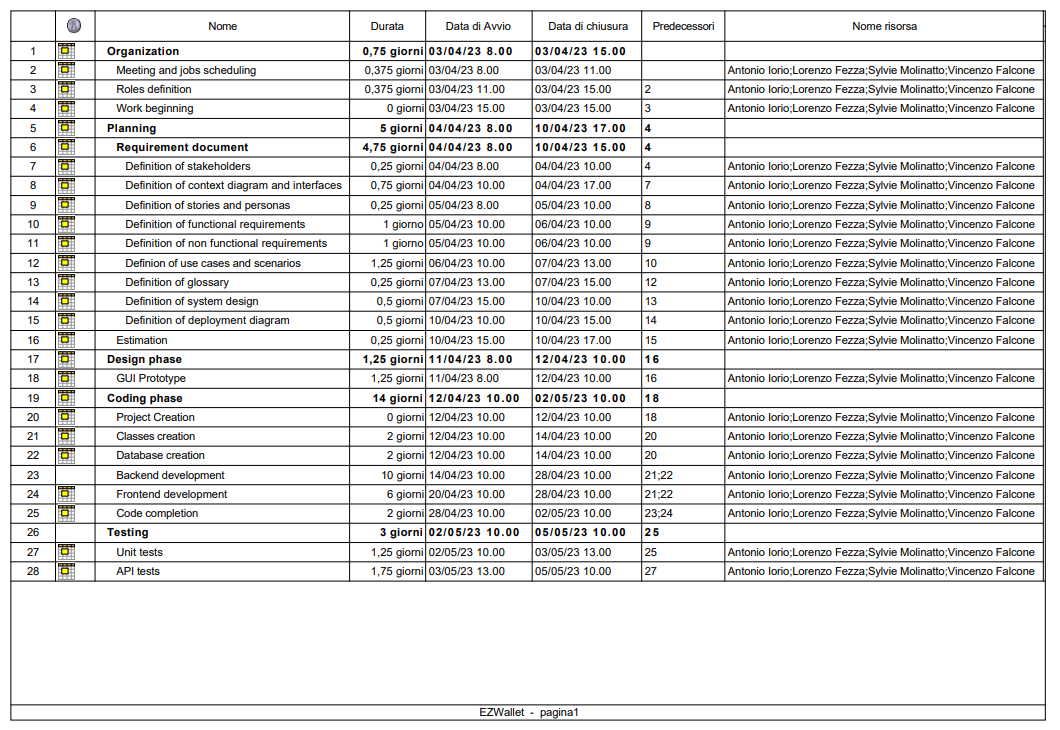 Nome Durata Data di Avvio Data di chiusura Predecessori Nome risorsa
1 Organization 0,75 giorni 03/04/23 8.00 03/04/23 15.00
2 Meeting and jobs scheduling 0,375 giorni 03/04/23 8.00 03/04/23 11.00 Antonio Iorio;Lorenzo Fezza;Sylvie Molinatto;Vincenzo Falcone
3 Roles definition 0,375 giorni 03/04/23 11.00 03/04/23 15.00 2 Antonio Iorio;Lorenzo Fezza;Sylvie Molinatto;Vincenzo Falcone
4 Work beginning 0 giorni 03/04/23 15.00 03/04/23 15.00 3 Antonio Iorio;Lorenzo Fezza;Sylvie Molinatto;Vincenzo Falcone
5 Planning 5 giorni 04/04/23 8.00 10/04/23 17.00 4
6 Requirement document 4,75 giorni 04/04/23 8.00 10/04/23 15.00 4
7 Definition of stakeholders 0,25 giorni 04/04/23 8.00 04/04/23 10.00 4 Antonio Iorio;Lorenzo Fezza;Sylvie Molinatto;Vincenzo Falcone
8 Definition of context diagram and interfaces 0,75 giorni 04/04/23 10.00 04/04/23 17.00 7 Antonio Iorio;Lorenzo Fezza;Sylvie Molinatto;Vincenzo Falcone
9 Definition of stories and personas 0,25 giorni 05/04/23 8.00 05/04/23 10.00 8 Antonio Iorio;Lorenzo Fezza;Sylvie Molinatto;Vincenzo Falcone
10 Definition of functional requirements 1 giorno 05/04/23 10.00 06/04/23 10.00 9 Antonio Iorio;Lorenzo Fezza;Sylvie Molinatto;Vincenzo Falcone
11 Definition of non functional requirements 1 giorno 05/04/23 10.00 06/04/23 10.00 9 Antonio Iorio;Lorenzo Fezza;Sylvie Molinatto;Vincenzo Falcone
12 Definion of use cases and scenarios 1,25 giorni 06/04/23 10.00 07/04/23 13.00 10 Antonio Iorio;Lorenzo Fezza;Sylvie Molinatto;Vincenzo Falcone
13 Definition of glossary 0,25 giorni 07/04/23 13.00 07/04/23 15.00 12 Antonio Iorio;Lorenzo Fezza;Sylvie Molinatto;Vincenzo Falcone
14 Definition of system design 0,5 giorni 07/04/23 15.00 10/04/23 10.00 13 Antonio Iorio;Lorenzo Fezza;Sylvie Molinatto;Vincenzo Falcone
15 Definition of deployment diagram 0,5 giorni 10/04/23 10.00 10/04/23 15.00 14 Antonio Iorio;Lorenzo Fezza;Sylvie Molinatto;Vincenzo Falcone
16 Estimation 0,25 giorni 10/04/23 15.00 10/04/23 17.00 15 Antonio Iorio;Lorenzo Fezza;Sylvie Molinatto;Vincenzo Falcone
17 Design phase 1,25 giorni 11/04/23 8.00 12/04/23 10.00 16
18 GUI Prototype 1,25 giorni 11/04/23 8.00 12/04/23 10.00 16 Antonio Iorio;Lorenzo Fezza;Sylvie Molinatto;Vincenzo Falcone
19 Coding phase 14 giorni 12/04/23 10.00 02/05/23 10.00 18
20 Project Creation 0 giorni 12/04/23 10.00 12/04/23 10.00 18 Antonio Iorio;Lorenzo Fezza;Sylvie Molinatto;Vincenzo Falcone
21 Classes creation 2 giorni 12/04/23 10.00 14/04/23 10.00 20 Antonio Iorio;Lorenzo Fezza;Sylvie Molinatto;Vincenzo Falcone
22 Database creation 2 giorni 12/04/23 10.00 14/04/23 10.00 20 Antonio Iorio;Lorenzo Fezza;Sylvie Molinatto;Vincenzo Falcone
23 Backend development 10 giorni 14/04/23 10.00 28/04/23 10.00 21;22 Antonio Iorio;Lorenzo Fezza;Sylvie Molinatto;Vincenzo Falcone
24 Frontend development 6 giorni 20/04/23 10.00 28/04/23 10.00 21;22 Antonio Iorio;Lorenzo Fezza;Sylvie Molinatto;Vincenzo Falcone
25 Code completion 2 giorni 28/04/23 10.00 02/05/23 10.00 23;24 Antonio Iorio;Lorenzo Fezza;Sylvie Molinatto;Vincenzo Falcone
26 Testing 3 giorni 02/05/23 10.00 05/05/23 10.00 25
27 Unit tests 1,25 giorni 02/05/23 10.00 03/05/23 13.00 25 Antonio Iorio;Lorenzo Fezza;Sylvie Molinatto;Vincenzo Falcone
28 API tests 1,75 giorni 03/05/23 13.00 05/05/23 10.00 27 Antonio Iorio;Lorenzo Fezza;Sylvie Molinatto;Vincenzo Falcone
EZWallet - pagina1